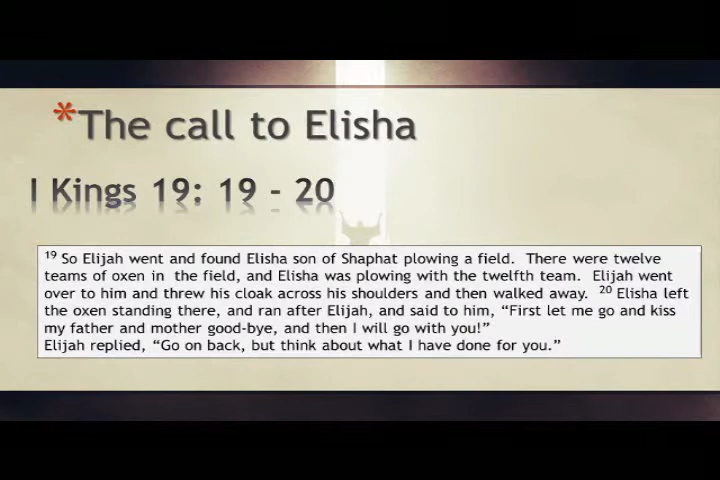 *The call to Elisha
I Kings 19: 19 - 20
19 So Elijah went and found Elisha son of Shaphat plowing a field. There were twelve
teams of oxen in the field, and Elisha was plowing with the twelfth team. Elijah went
over to him and threw his cloak across his shoulders and then walked away. 20 Elisha left
the oxen standing there, and ran after Elijah, and said to him, “First let me go and kiss
my father and mother good-bye, and then I will go with you!”
Elijah replied, “Go on back, but think about what I have done for you.”